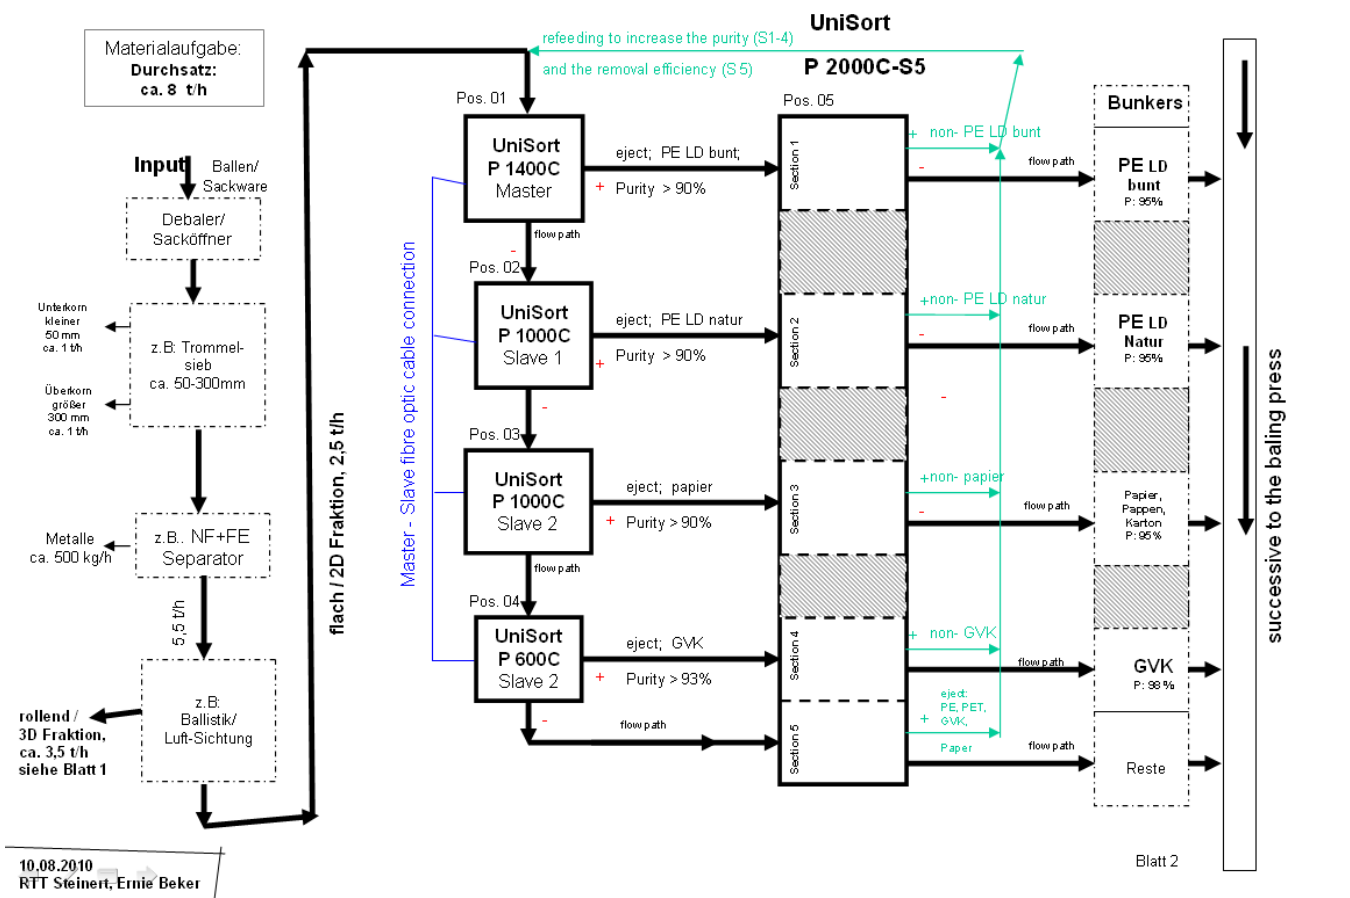 UniSort
P 2000C-S5
refeeding to increase the purity (S1-4)
and the removal efficiency (S 5)
Materialaufgabe:
Durchsatz:
ca. 8 t/h
Input
Ballen/
Sackware
Debaler/
Sacköffner
Unterkorn
kleiner
50 mm
ca. 1 t/h
Überkorn
größer
300 mm
ca. 1 t/h
z.B: Trommel-
sieb
ca. 50-300mm
Metalle
ca. 500 kg/h
z.B.. NF+FE
Separator
5,5 t/h
z.B:
Ballistik/
Luft-Sichtung
rollend /
3D Fraktion,
ca. 3,5 t/h
siehe Blatt 1
flach / 2D Fraktion, 2,5 t/h
Master - Slave fibre optic cable connection
Pos. 01
UniSort
P 1400C
Master
eject; PE LD bunt;
+ Purity > 90%
flow path
-
Pos. 02
UniSort
P 1000C
Slave 1
eject; PE LD natur
+ Purity > 90%
-
Pos. 03
UniSort
P 1000C
Slave 2
eject; papier
+ Purity > 90%
flow path
Pos. 04
UniSort
P 600C
Slave 2
eject; GVK
+ Purity > 93%
-
flow path
Pos. 05
Section 1
Section 2
Section 3
Section 4
Section 5
+ non- PE LD bunt
-
flow path
+non- PE LD natur
-
flow path
-
+non- papier
-
flow path
+ non- GVK
flow path
eject:
PE, PET,
GVK,
+
Paper
flow path
Bunkers
PE LD
bunt
P: 95%
PE LD
Natur
P: 95%
Papier,
Pappen,
Karton
P: 95 %
GVK
P: 98 %
Reste
successive to the baling press
Blatt 2
10.08.2010
RTT Steinert, Ernie Beker